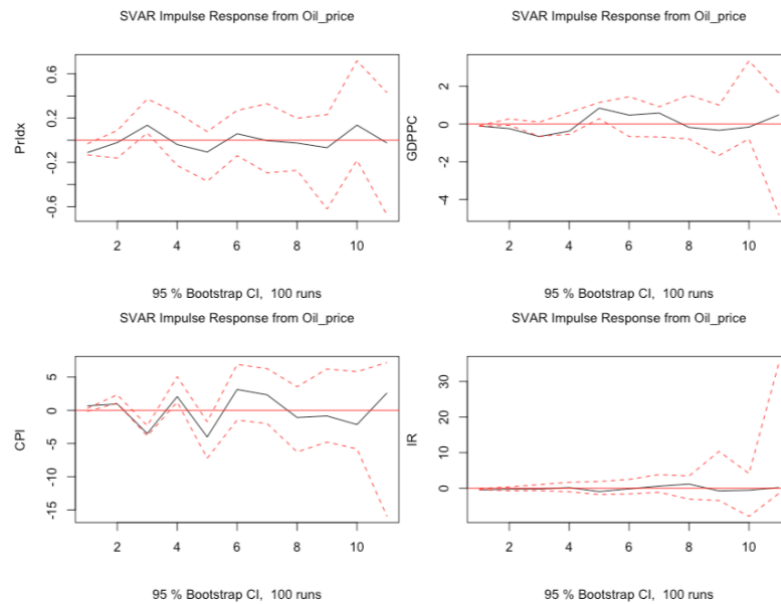 SVAR Impulse Response from Oil_price
PrIdx
0.6
0.2
-0.2
-0.6
2 4 6 8 10
95 % Bootstrap CI, 100 runs
SVAR Impulse Response from Oil_price
GDPPC
2
0
-2
-4
2 4 6 8 10
95 % Bootstrap CI, 100 runs
SVAR Impulse Response from Oil_price
CPI
5
0
-5
-10
-15
2 4 6 8 10
95 % Bootstrap CI, 100 runs
SVAR Impulse Response from Oil_price
IR
30
20
10
0
2 4 6 8 10
95 % Bootstrap CI, 100 runs